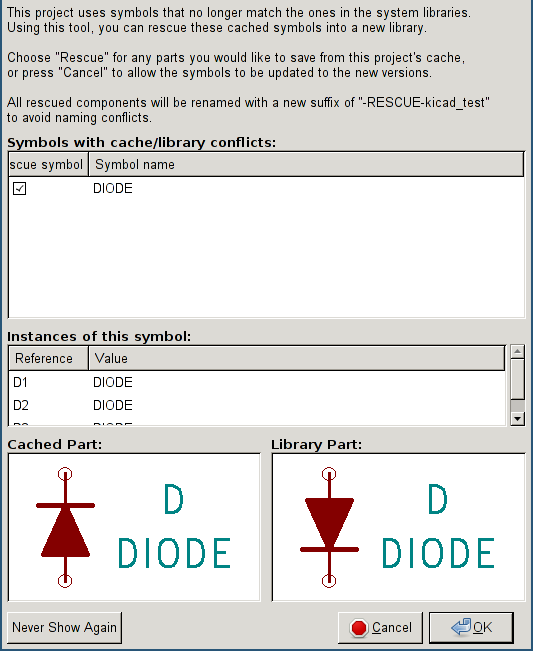 This project uses symbols that no longer match the ones in the system libraries.
Using this tool, you can rescue these cached symbols into a new library.
Choose "Rescue" for any parts you would like to save from this project's cache,
or press "Cancel" to allow the symbols to be updated to the new versions.
All rescued components will be renamed with a new suffix of "-RESCUE-kicad_test"
to avoid naming conflicts.
Symbols with cache/library conflicts:
scue symbol Symbol name
DIODE
Instances of this symbol:
Reference Value
D1 DIODE
D2 DIODE
Cached Part: Library Part:
D D
DIODE DIODE
Never Show Again Cancel OK